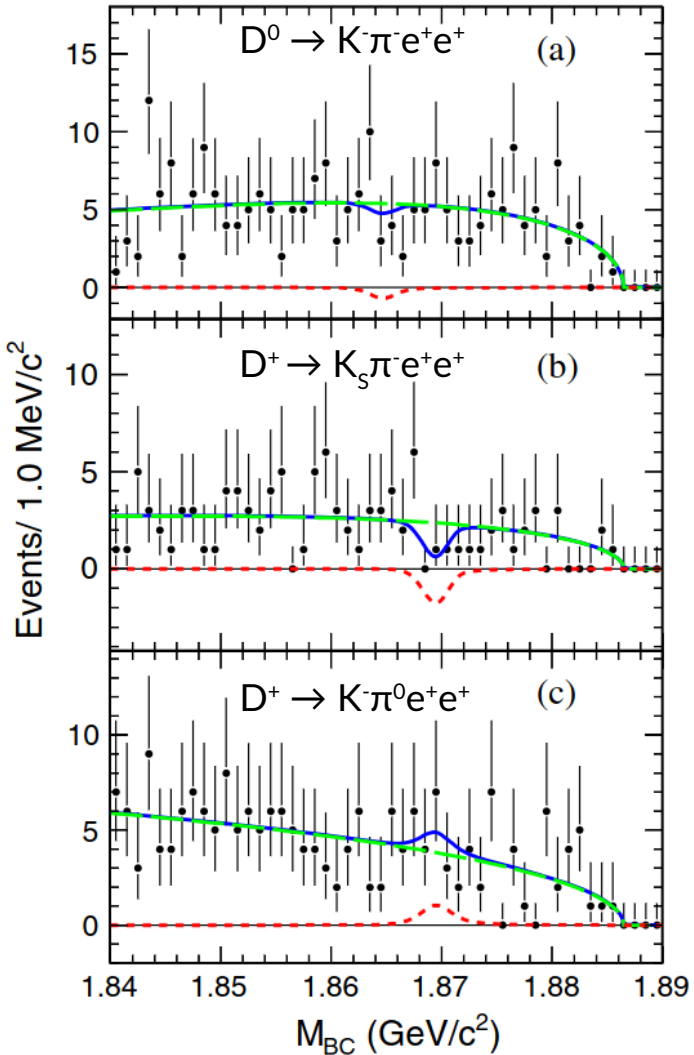 D⁰ → K⁻π⁻e⁺e⁺ (a)
15
10
5
0
D⁺ → Kₛπ⁻e⁺e⁺ (b)
10
5
0
D⁺ → K⁻π⁰e⁺e⁺ (c)
10
5
0
1.84 1.85 1.86 1.87 1.88 1.89
M_BC (GeV/c²)
Events/ 1.0 MeV/c²